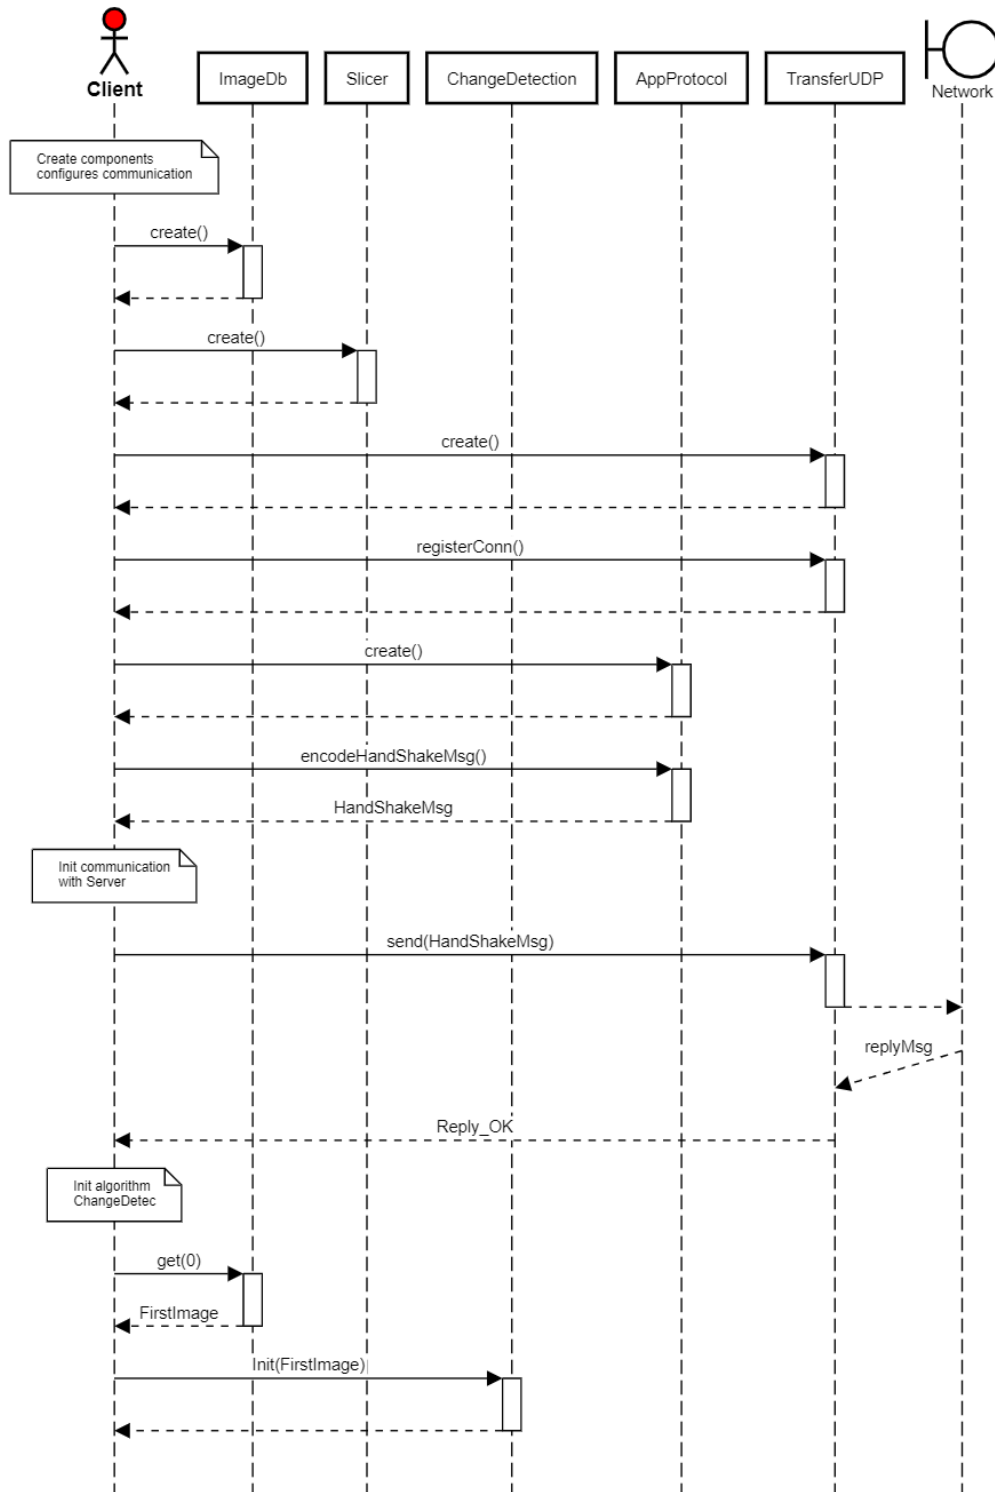 Client
ImageDb
Slicer
ChangeDetection
AppProtocol
TransferUDP
Network
Create components
configures communication
create()
create()
create()
registerConn()
create()
encodeHandShakeMsg()
HandShakeMsg
Init communication
with Server
send(HandShakeMsg)
replyMsg
Reply_OK
Init algorithm
ChangeDetec
get(0)
FirstImage
Init(FirstImage)